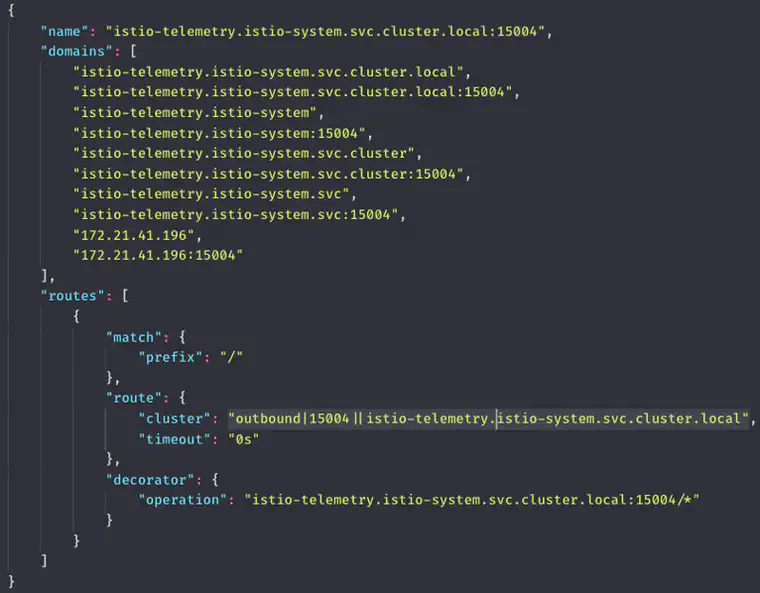 {
    "name": "istio-telemetry.istio-system.svc.cluster.local:15004",
    "domains": [
        "istio-telemetry.istio-system.svc.cluster.local",
        "istio-telemetry.istio-system.svc.cluster.local:15004",
        "istio-telemetry.istio-system",
        "istio-telemetry.istio-system:15004",
        "istio-telemetry.istio-system.svc.cluster",
        "istio-telemetry.istio-system.svc.cluster:15004",
        "istio-telemetry.istio-system.svc",
        "istio-telemetry.istio-system.svc:15004",
        "172.21.41.196",
        "172.21.41.196:15004"
    ],
    "routes": [
        {
            "match": {
                "prefix": "/"
            },
            "route": {
                "cluster": "outbound|15004||istio-telemetry.istio-system.svc.cluster.local",
                "timeout": "0s"
            },
            "decorator": {
                "operation": "istio-telemetry.istio-system.svc.cluster.local:15004/*"
            }
        }
    ]
}